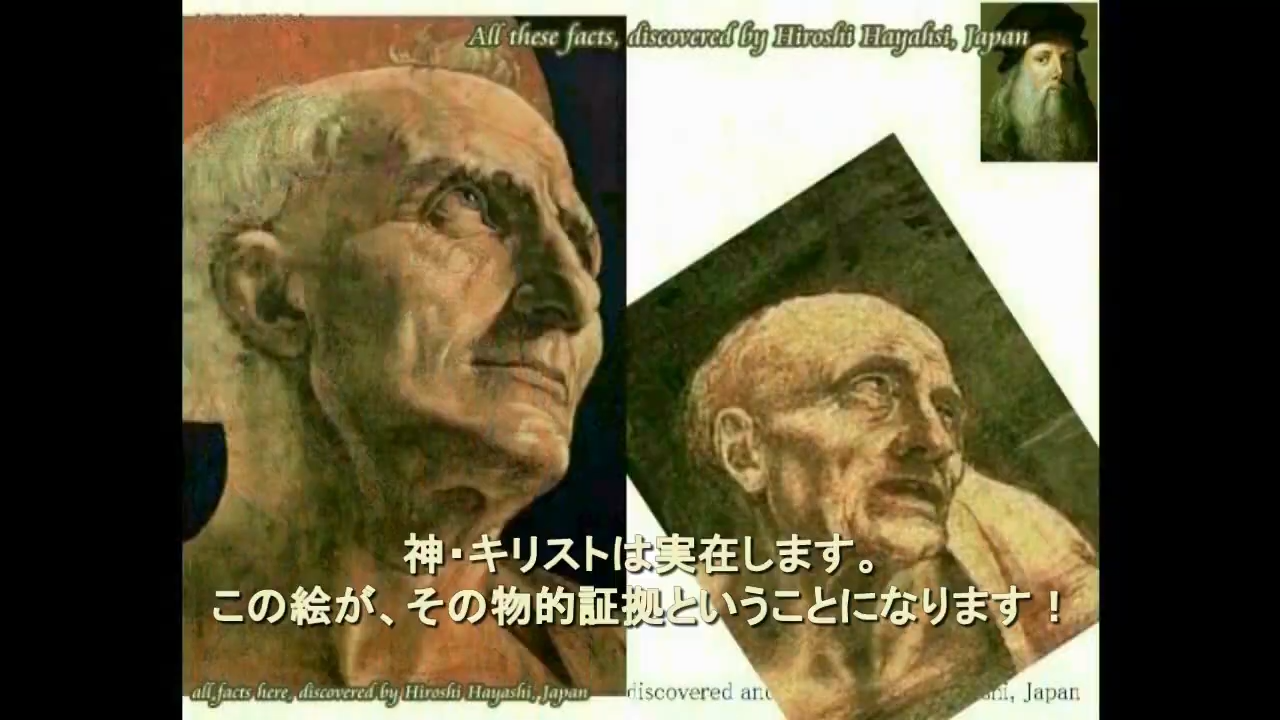 All these facts, discovered by Hiroshi Hayahsi, Japan
神・キリストは実在します。
この絵が、その物的証拠ということになります！
all facts here, discovered by Hiroshi Hayashi, Japan
discovered and shi, Japan